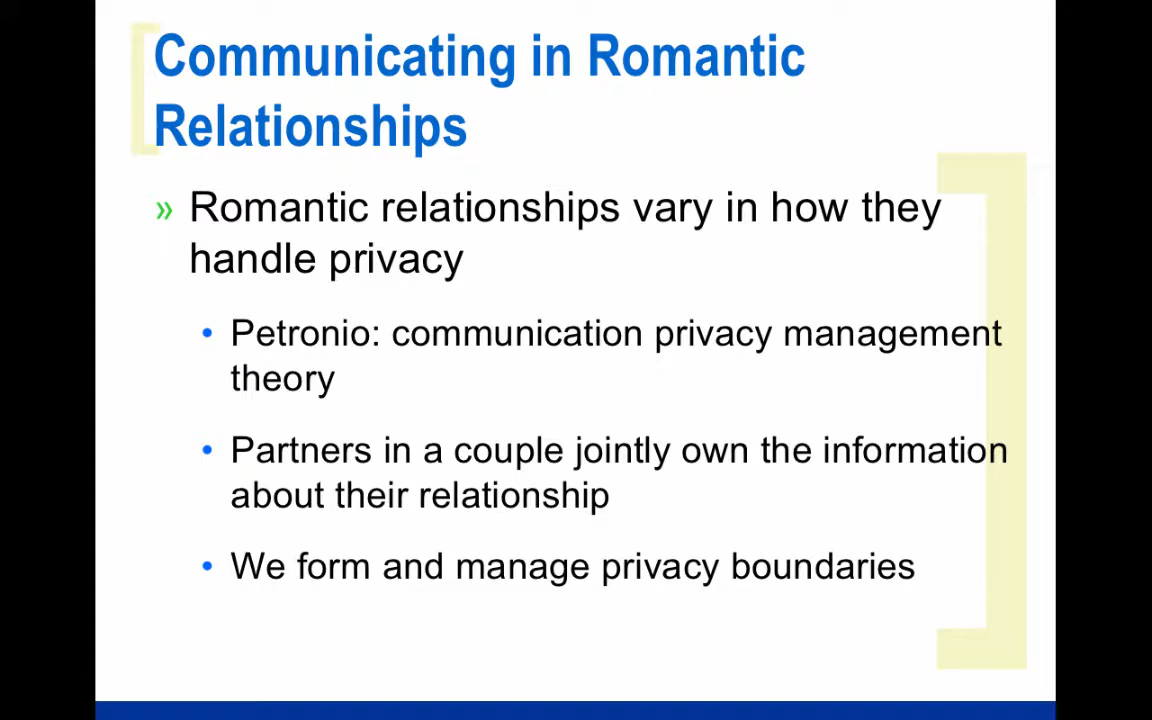 Communicating in Romantic
Relationships
» Romantic relationships vary in how they
handle privacy
• Petronio: communication privacy management
theory
• Partners in a couple jointly own the information
about their relationship
• We form and manage privacy boundaries